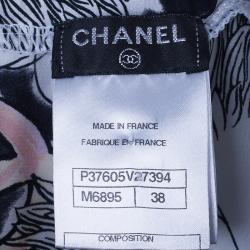 CHANEL
MADE IN FRANCE
FABRIQUE EN FRANCE
P37605V27394
M6895 38
COMPOSITION